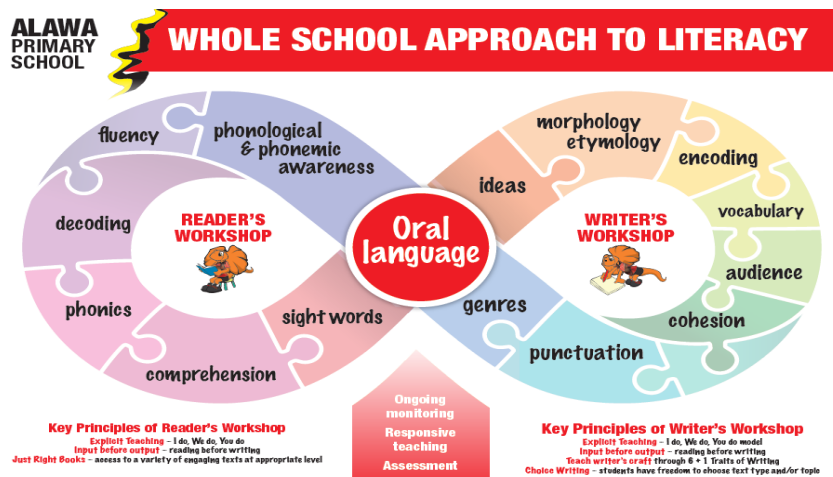 ALAWA
PRIMARY
SCHOOL
WHOLE SCHOOL APPROACH TO LITERACY
fluency
phonological
& phonemic
awareness
decoding
phonics
comprehension
sight words
READER'S
WORKSHOP
Oral
language
ideas
morphology
etymology
encoding
vocabulary
audience
cohesion
punctuation
genres
WRITER'S
WORKSHOP
Ongoing
monitoring
Responsive
teaching
Assessment
Key Principles of Reader's Workshop
Explicit Teaching – I do, We do, You do
Input before output – reading before writing
Just Right Books – access to a variety of engaging texts at appropriate level
Key Principles of Writer's Workshop
Explicit Teaching – I do, We do, You do model
Input before output – reading before writing
Teach writer's craft through 6 + 1 Traits of Writing
Choice Writing – students have freedom to choose text type and/or topic